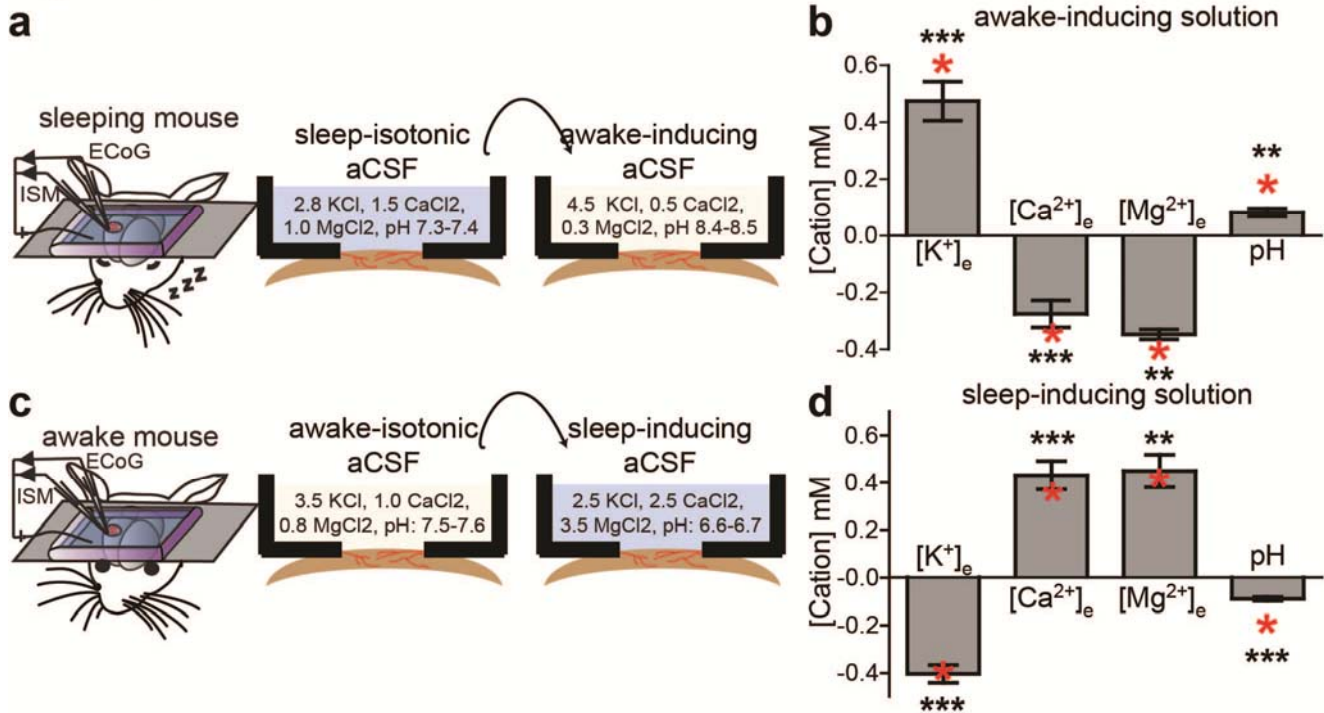 a
sleeping mouse
ECoG
ISM
z z z
sleep-isotonic
aCSF
2.8 KCl, 1.5 CaCl2,
1.0 MgCl2, pH 7.3-7.4
awake-inducing
aCSF
4.5 KCl, 0.5 CaCl2,
0.3 MgCl2, pH 8.4-8.5
b
awake-inducing solution
[Cation] mM
0.6
0.4
0.2
0.0
-0.2
-0.4
***
*
[K+]e
[Ca2+]e
*
***
[Mg2+]e
*
**
**
*
pH
c
awake mouse
ECoG
ISM
awake-isotonic
aCSF
3.5 KCl, 1.0 CaCl2,
0.8 MgCl2, pH: 7.5-7.6
sleep-inducing
aCSF
2.5 KCl, 2.5 CaCl2,
3.5 MgCl2, pH: 6.6-6.7
d
sleep-inducing solution
[Cation] mM
0.6
0.4
0.2
-0.0
-0.2
-0.4
[K+]e
*
***
***
*
[Ca2+]e
**
*
[Mg2+]e
pH
*
***